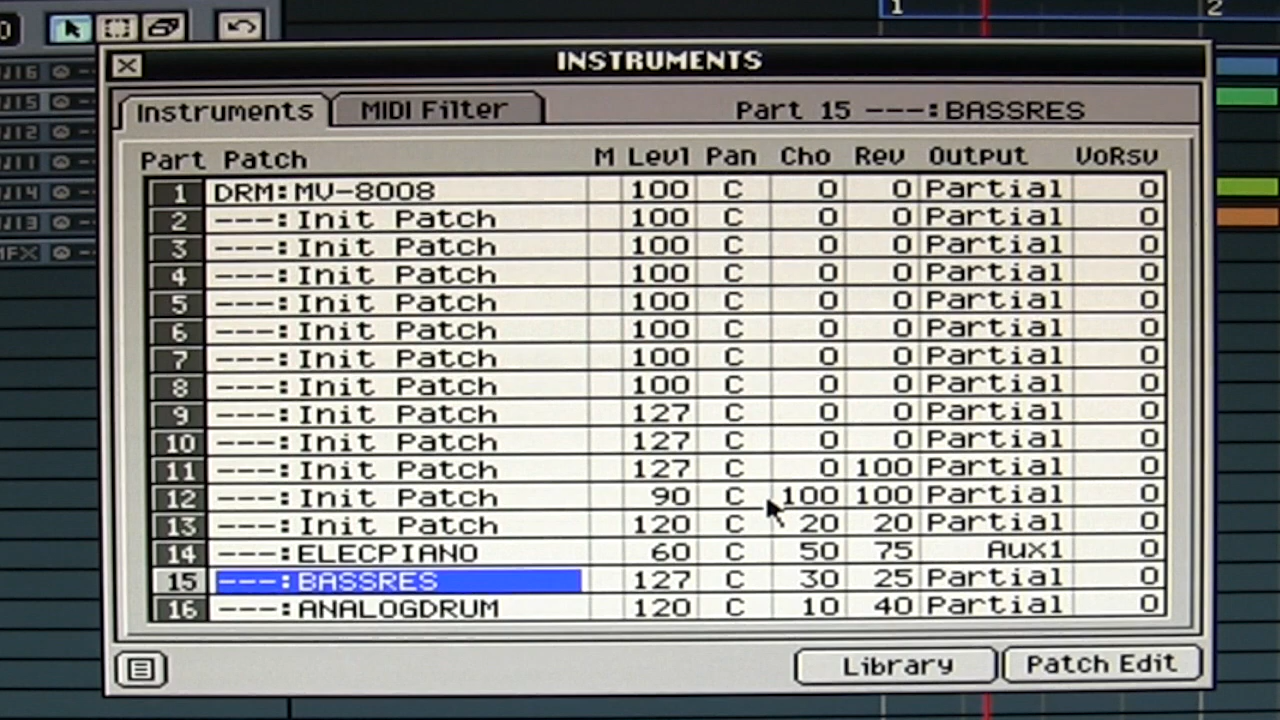 1 2
INSTRUMENTS
Instruments MIDI Filter Part 15 ---:BASSRES
Part Patch M Levl Pan Cho Rev Output VoRsv
1 DRM:MV-8008 100 C 0 0 Partial 0
2 ---:Init Patch 100 C 0 0 Partial 0
3 ---:Init Patch 100 C 0 0 Partial 0
4 ---:Init Patch 100 C 0 0 Partial 0
5 ---:Init Patch 100 C 0 0 Partial 0
6 ---:Init Patch 100 C 0 0 Partial 0
7 ---:Init Patch 100 C 0 0 Partial 0
8 ---:Init Patch 100 C 0 0 Partial 0
9 ---:Init Patch 127 C 0 0 Partial 0
10 ---:Init Patch 127 C 0 0 Partial 0
11 ---:Init Patch 127 C 0 100 Partial 0
12 ---:Init Patch 90 C 100 100 Partial 0
13 ---:Init Patch 120 C 20 20 Partial 0
14 ---:ELECPIANO 60 C 50 75 Aux1 0
15 ---:BASSRES 127 C 30 25 Partial 0
16 ---:ANALOGDRUM 120 C 10 40 Partial 0
Library Patch Edit